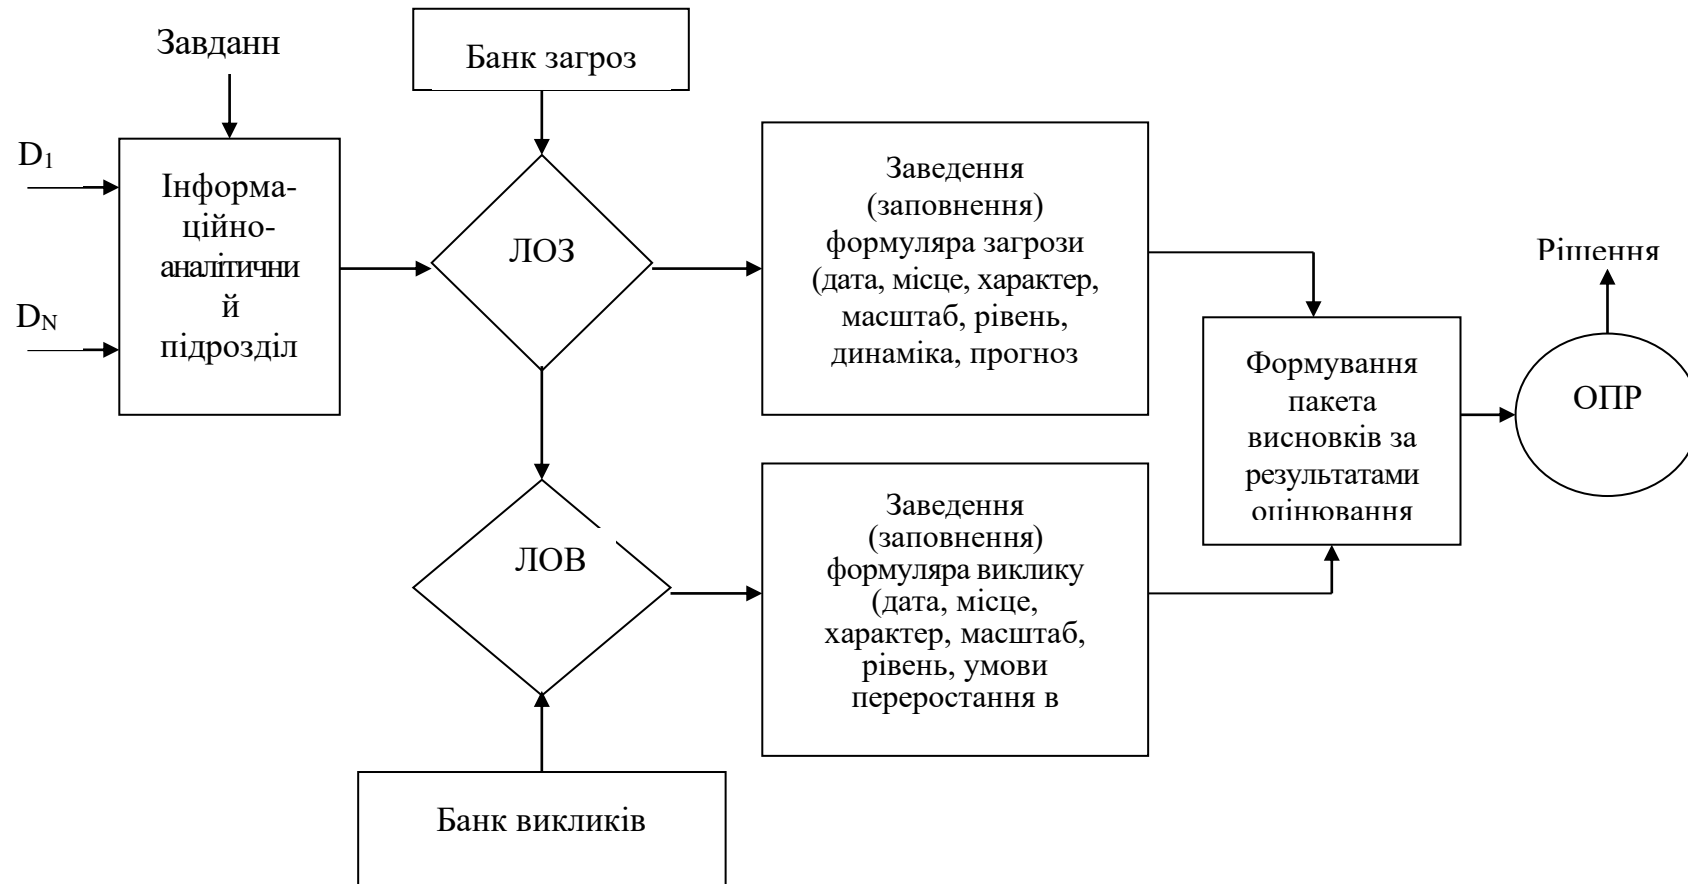 Завданн
Банк загроз
D1
DN
Інформа-
ційно-
аналітични
й
підрозділ
ЛОЗ
Заведення
(заповнення)
формуляра загрози
(дата, місце, характер,
масштаб, рівень,
динаміка, прогноз
ЛОВ
Заведення
(заповнення)
формуляра виклику
(дата, місце,
характер, масштаб,
рівень, умови
переростання в
Банк викликів
Формування
пакета
висновків за
результатами
оцінювання
Рішення
ОПР